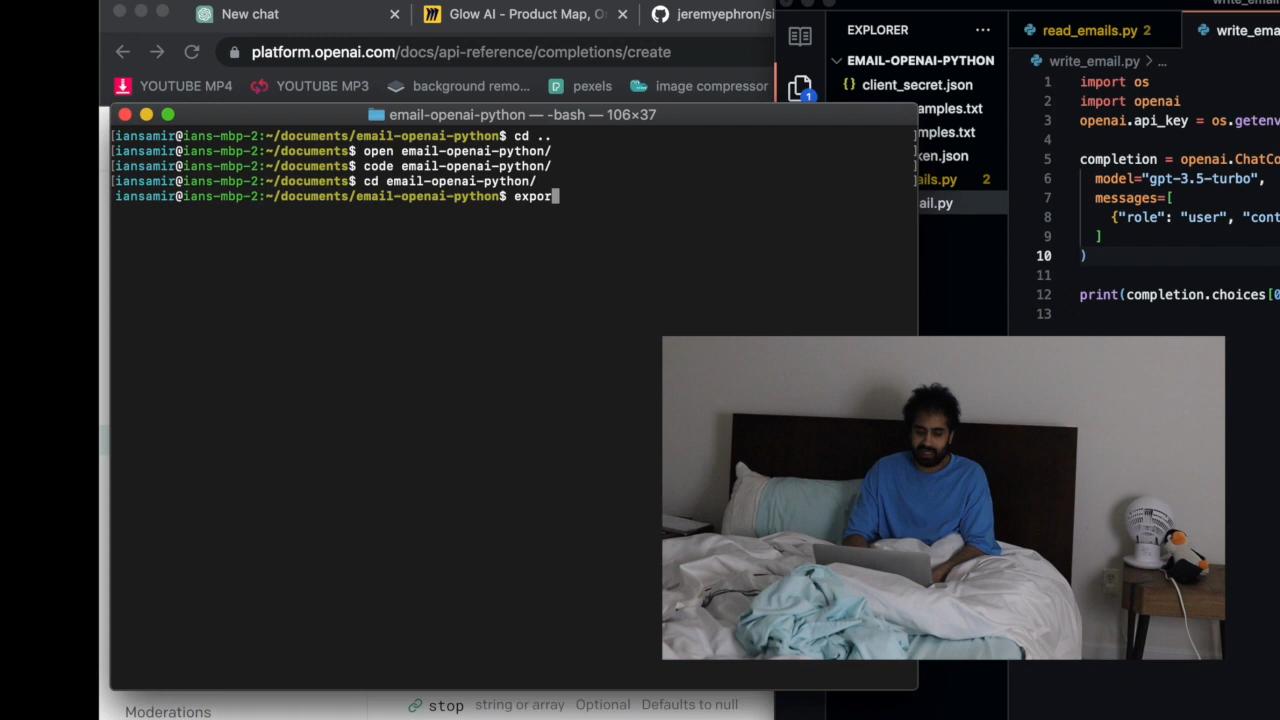 New chat
Glow AI - Product Map, O
jeremyephron/si
platform.openai.com/docs/api-reference/completions/create
YOUTUBE MP4
YOUTUBE MP3
background remo...
pexels
image compressor
email-openai-python — -bash — 106×37
[iansamir@ians-mbp-2:~/documents/email-openai-python$ cd ..
[iansamir@ians-mbp-2:~/documents$ open email-openai-python/
[iansamir@ians-mbp-2:~/documents$ code email-openai-python/
[iansamir@ians-mbp-2:~/documents$ cd email-openai-python/
iansamir@ians-mbp-2:~/documents/email-openai-python$ expor
EXPLORER
EMAIL-OPENAI-PYTHON
{} client_secret.json
amples.txt
mples.txt
ken.json
ails.py 2
ail.py
1
read_emails.py 2
write_ema
write_email.py > ...
1 import os
2 import openai
3 openai.api_key = os.getenv
4
5 completion = openai.ChatCo
6 model="gpt-3.5-turbo",
7 messages=[
8 {"role": "user", "cont
9 ]
10 )
11
12 print(completion.choices[0
13
Moderations
stop string or array Optional Defaults to null